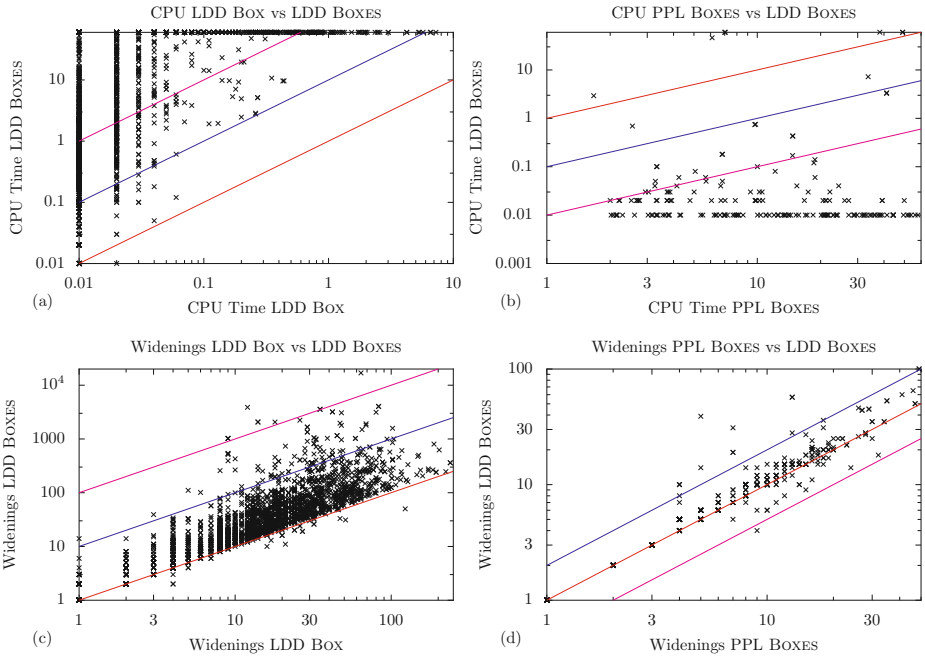 CPU LDD Box vs LDD Boxes
CPU Time LDD Boxes
10
1
0.1
0.01
0.01 0.1 1 10
(a)
CPU Time LDD Box
CPU PPL Boxes vs LDD Boxes
CPU Time LDD Boxes
10
1
0.1
0.01
0.001
1 3 10 30
(b)
CPU Time PPL Boxes
Widenings LDD Box vs LDD Boxes
Widenings LDD Boxes
10^4
1000
100
10
1
1 3 10 30 100
(c)
Widenings LDD Box
Widenings PPL Boxes vs LDD Boxes
Widenings LDD Boxes
100
30
10
3
1
1 3 10 30
(d)
Widenings PPL Boxes